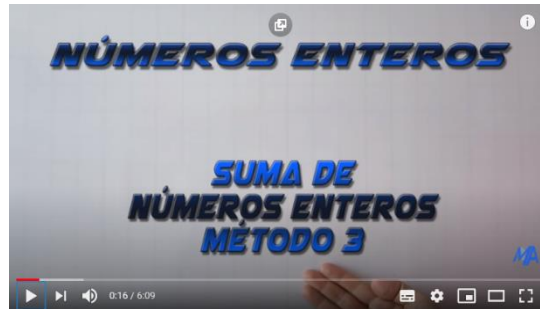 NÚMEROS ENTEROS
SUMA DE
NÚMEROS ENTEROS
MÉTODO 3
MA
0:16 / 6:09